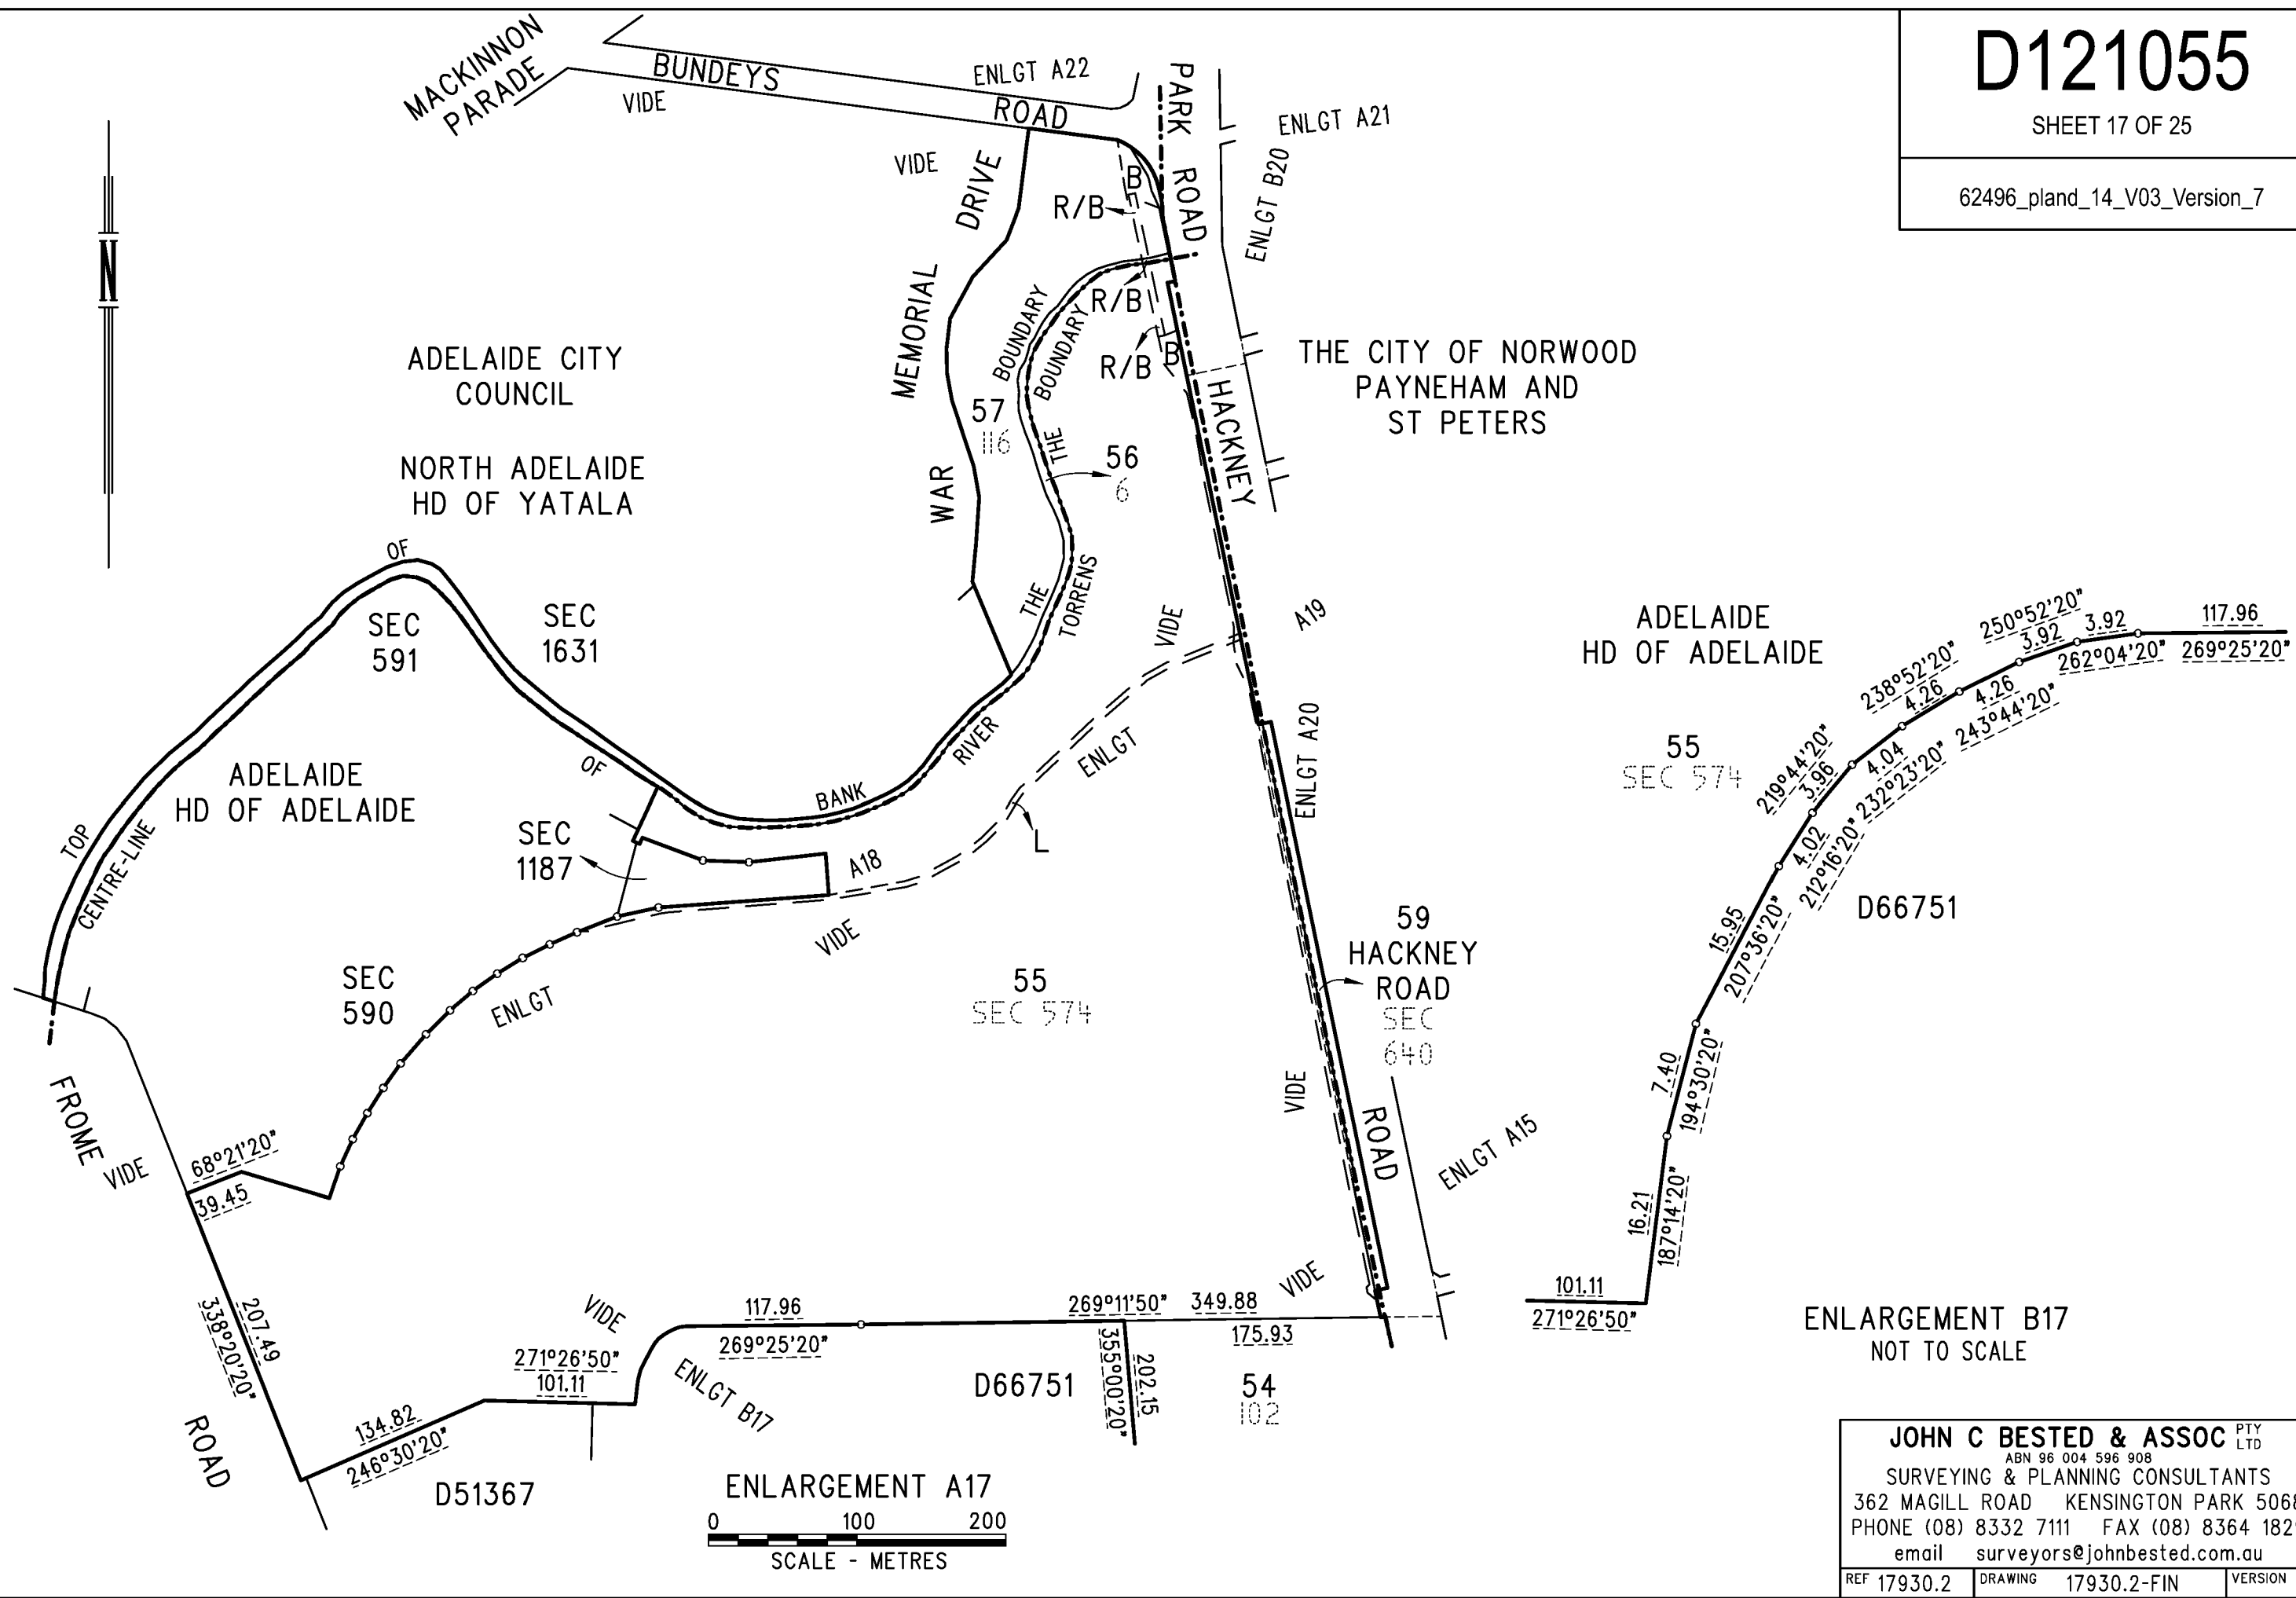 D121055
SHEET 17 OF 25
62496_pland_14_V03_Version_7
MACKINNON
PARADE
BUNDEYS
ROAD
VIDE
ENLGT A22
PARK ROAD
ENLGT A21
ENLGT B20
VIDE
DRIVE
MEMORIAL
WAR
B
R/B
R/B
R/B
B
N
ADELAIDE CITY
COUNCIL
NORTH ADELAIDE
HD OF YATALA
BOUNDARY
BOUNDARY
THE
THE
57
116
56
6
HACKNEY
THE CITY OF NORWOOD
PAYNEHAM AND
ST PETERS
OF
SEC
591
SEC
1631
TORRENS
VIDE
A19
ENLGT
RIVER
BANK
OF
L
ENLGT A20
ADELAIDE
HD OF ADELAIDE
TOP
CENTRE-LINE
SEC
1187
A18
VIDE
SEC
590
ENLGT
55
SEC 574
59
HACKNEY
ROAD
SEC
640
VIDE
ROAD
ENLGT A15
FROME
VIDE
68°21'20"
39.45
207.49
338°20'20"
ROAD
134.82
246°30'20"
D51367
271°26'50"
101.11
VIDE
ENLGT B17
117.96
269°25'20"
269°11'50"
349.88
175.93
VIDE
D66751
355°00'20"
202.15
54
102
ENLARGEMENT A17
0 100 200
SCALE - METRES
ADELAIDE
HD OF ADELAIDE
55
SEC 574
117.96
269°25'20"
3.92
262°04'20"
250°52'20"
3.92
4.26
243°44'20"
238°52'20"
4.26
4.04
232°23'20"
219°44'20"
3.96
4.02
212°16'20"
15.95
207°36'20"
7.40
194°30'20"
16.21
187°14'20"
101.11
271°26'50"
D66751
ENLARGEMENT B17
NOT TO SCALE
JOHN C BESTED & ASSOC PTY LTD
ABN 96 004 596 908
SURVEYING & PLANNING CONSULTANTS
362 MAGILL ROAD KENSINGTON PARK 5068
PHONE (08) 8332 7111 FAX (08) 8364 182
email surveyors@johnbested.com.au
REF 17930.2 DRAWING 17930.2-FIN VERSION